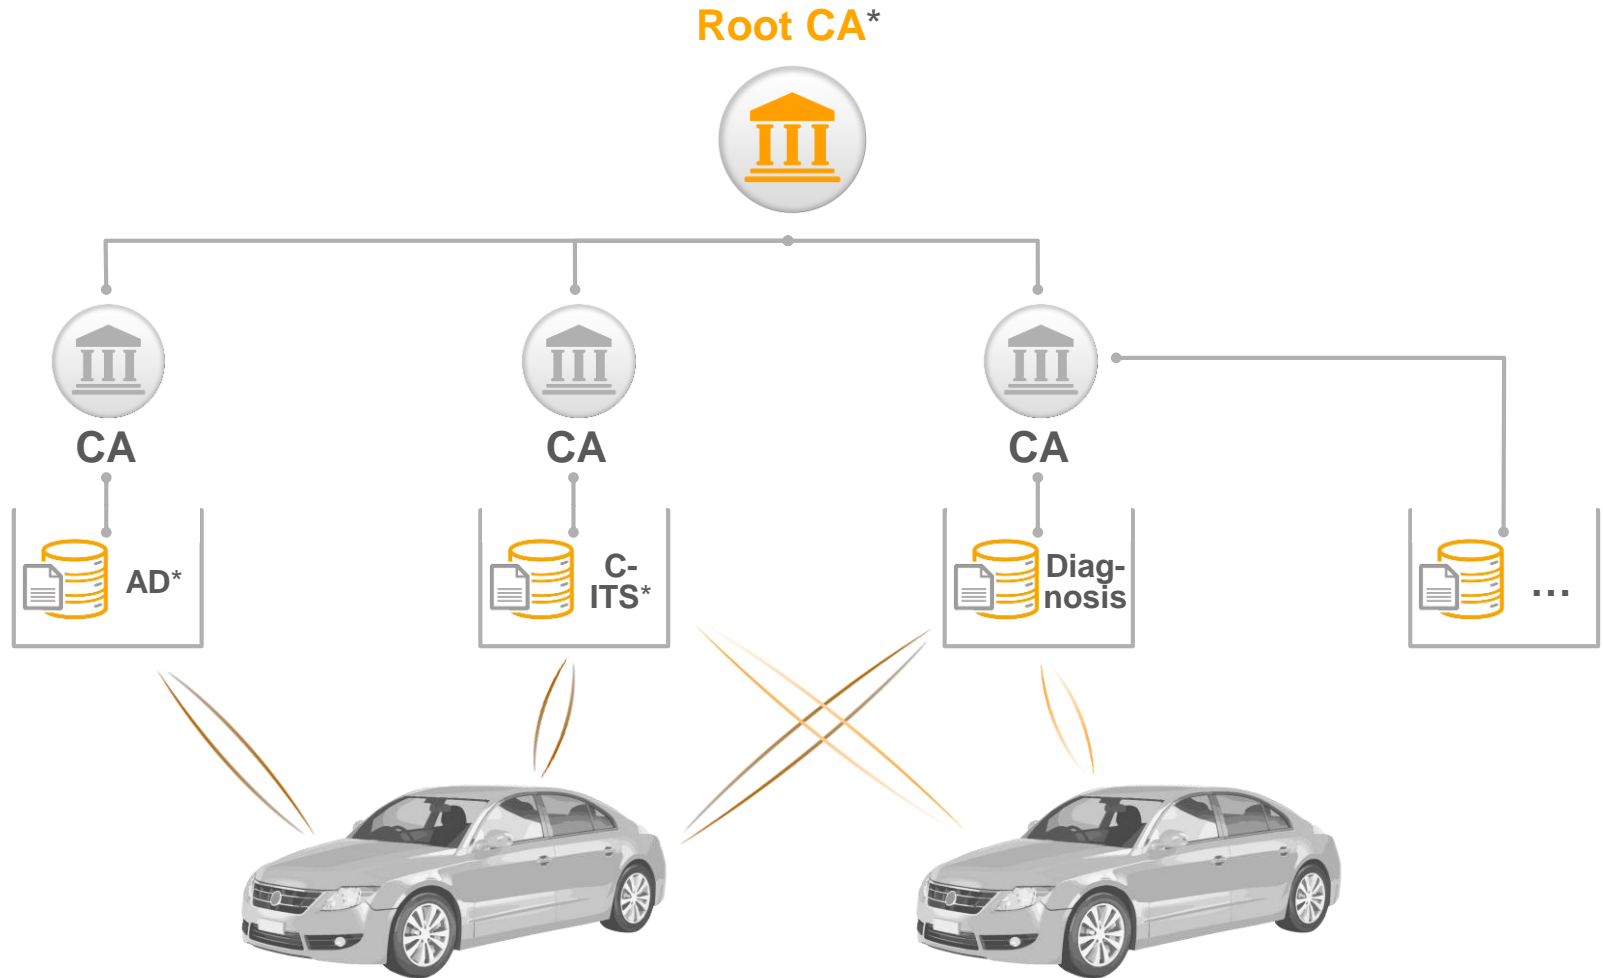 Root CA*
CA
CA
CA
AD*
C-
ITS*
Diag-
nosis
...